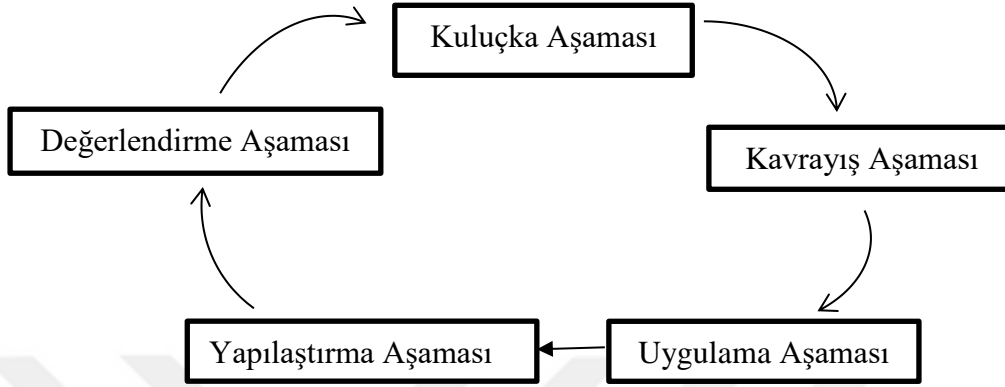 Kuluçka Aşaması
Değerlendirme Aşaması
Kavrayış Aşaması
Yapılaştırma Aşaması
Uygulama Aşaması